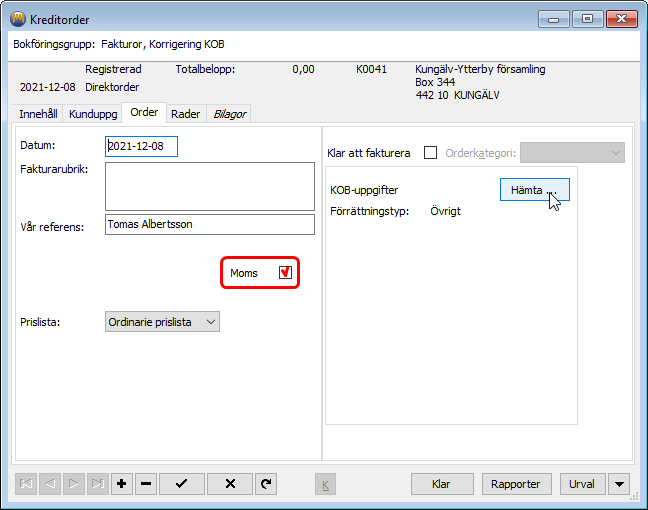 Kreditorder
Bokföringsgrupp: Fakturor, Korrigering KOB
Registrerad Totalbelopp: 0,00 K0041 Kungälv-Ytterby församling
2021-12-08 Direktorder Box 344
442 10 KUNGÄLV
Innehåll Kunduppg Order Rader Bilagor
Datum: 2021-12-08
Fakturarubrik:
Vår referens: Tomas Albertsson
Moms
Prislista: Ordinarie prislista
Klar att fakturera Orderkategori:
KOB-uppgifter Hämta ...
Förrättningstyp: Övrigt
K Klar Rapporter Urval